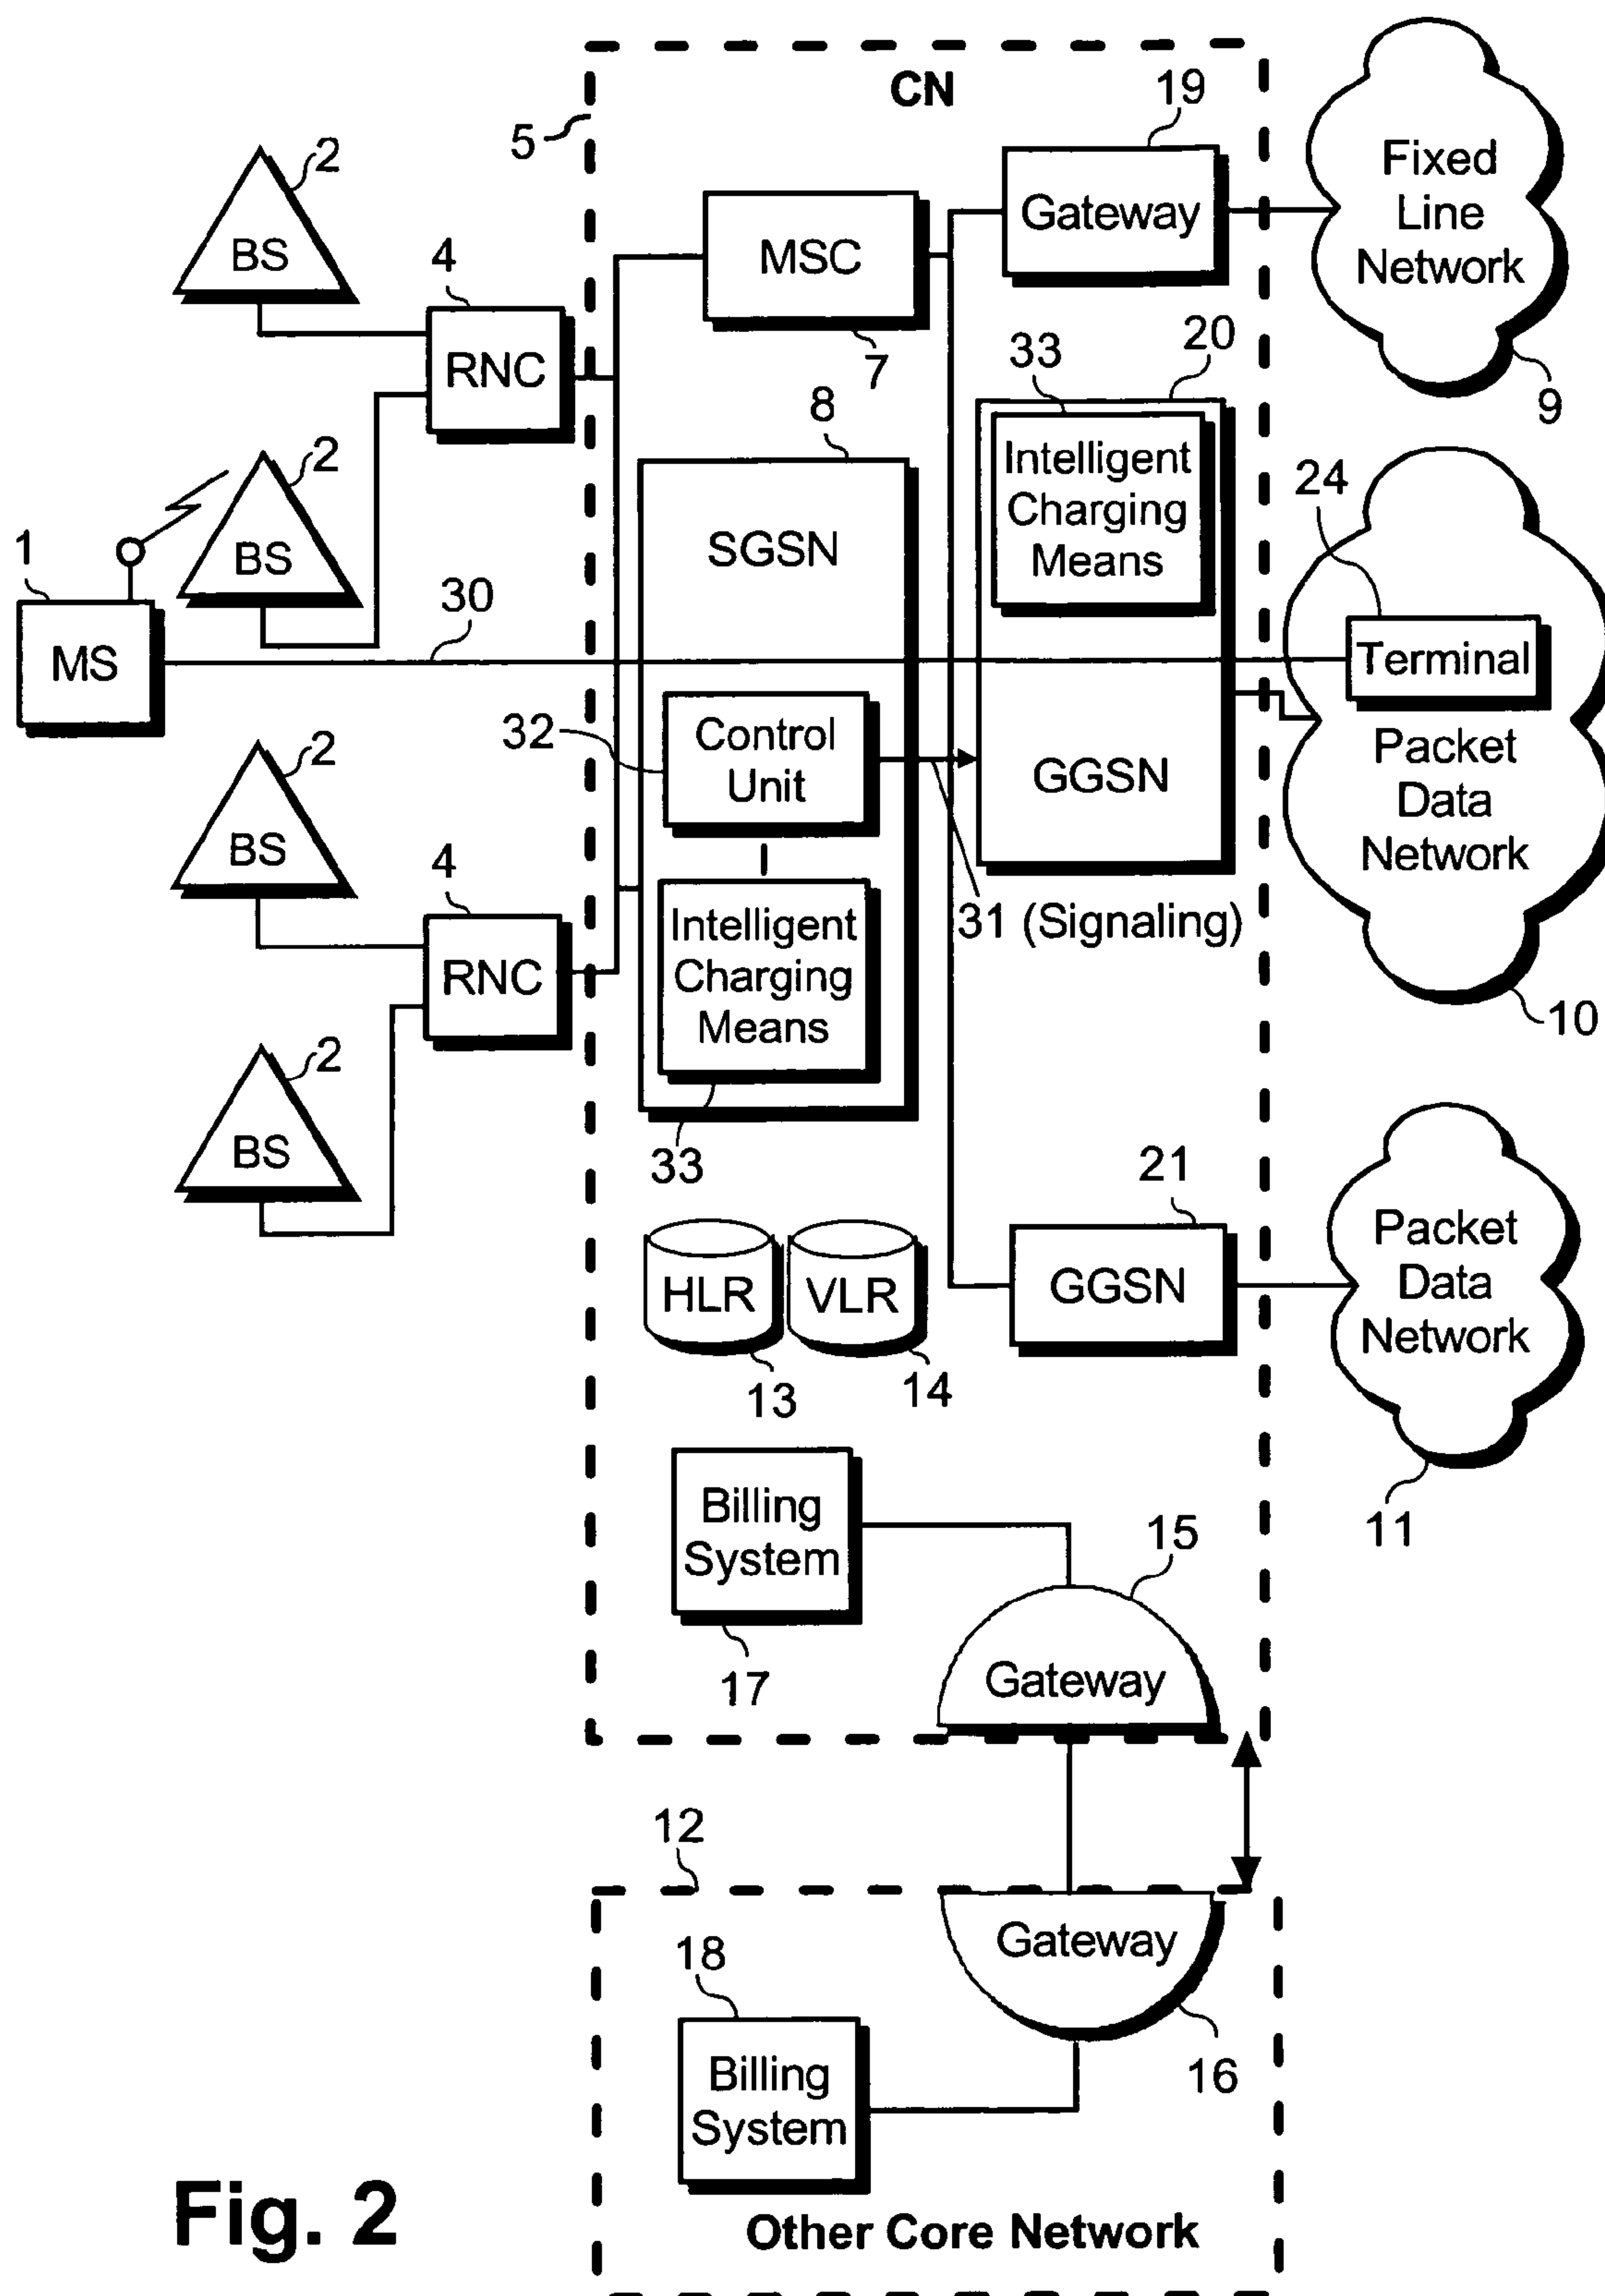 CN
5
19
Gateway
Fixed
Line
Network
9
2
BS
4
RNC
MSC
7
2
BS
1
MS
30
8
SGSN
33
20
Intelligent
Charging
Means
GGSN
24
Terminal
Packet
Data
Network
10
32
Control
Unit
31 (Signaling)
Intelligent
Charging
Means
33
2
BS
4
RNC
2
BS
21
GGSN
Packet
Data
Network
11
HLR
VLR
13
14
Billing
System
17
15
Gateway
12
Gateway
16
18
Billing
System
Other Core Network
Fig. 2